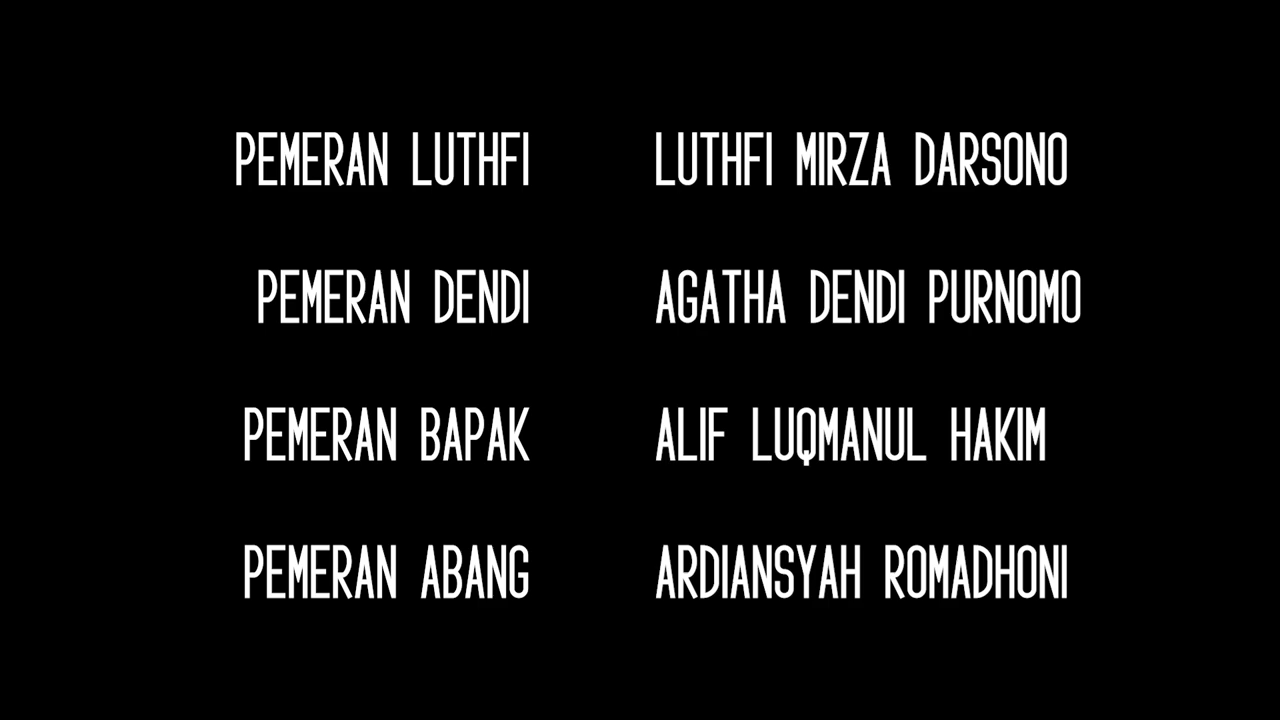 PEMERAN LUTHFI LUTHFI MIRZA DARSONO
PEMERAN DENDI AGATHA DENDI PURNOMO
PEMERAN BAPAK ALIF LUQMANUL HAKIM
PEMERAN ABANG ARDIANSYAH ROMADHONI